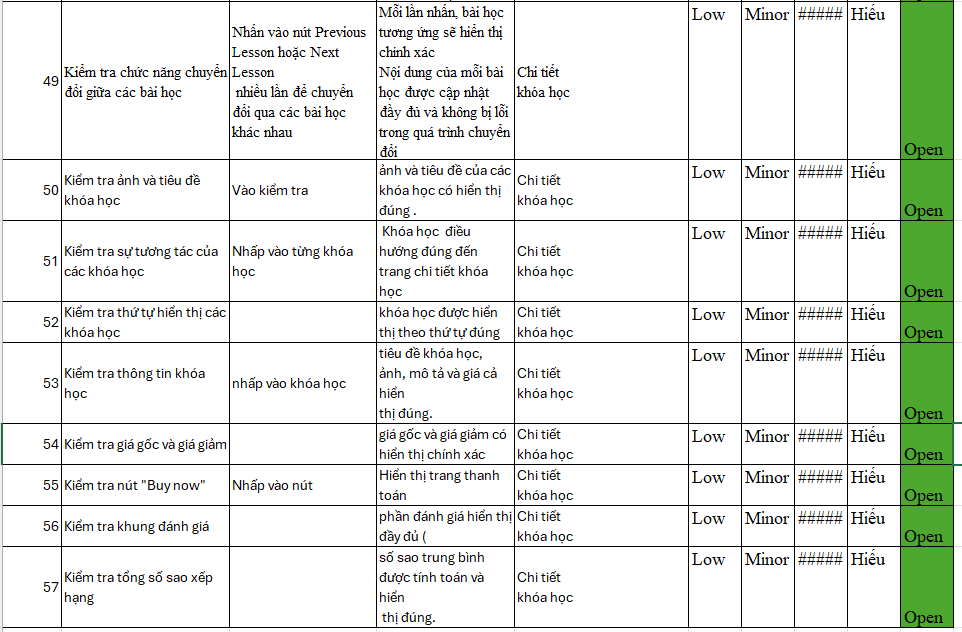 49
Kiểm tra chức năng chuyển
đổi giữa các bài học
Nhấn vào nút Previous
Lesson hoặc Next
Lesson
nhiều lần để chuyển
đổi qua các bài học
khác nhau
Mỗi lần nhấn, bài học
tương ứng sẽ hiển thị
chính xác
Nội dung của mỗi bài
học được cập nhật
đầy đủ và không bị lỗi
trong quá trình chuyển
đổi
Chi tiết
khóa học
Low
Minor
#####
Hiếu
Open
50
Kiểm tra ảnh và tiêu đề
khóa học
Vào kiểm tra
ảnh và tiêu đề của các
khóa học có hiển thị
đúng .
Chi tiết
khóa học
Low
Minor
#####
Hiếu
Open
51
Kiểm tra sự tương tác của
các khóa học
Nhấp vào từng khóa
học
Khóa học  điều
hướng đúng đến
trang chi tiết khóa
học
Chi tiết
khóa học
Low
Minor
#####
Hiếu
Open
52
Kiểm tra thứ tự hiển thị các
khóa học
khóa học được hiển
thị theo thứ tự đúng
Chi tiết
khóa học
Low
Minor
#####
Hiếu
Open
53
Kiểm tra thông tin khóa
học
nhấp vào khóa học
tiêu đề khóa học,
ảnh, mô tả và giá cả
hiển
thị đúng.
Chi tiết
khóa học
Low
Minor
#####
Hiếu
Open
54
Kiểm tra giá gốc và giá giảm
giá gốc và giá giảm có
hiển thị chính xác
Chi tiết
khóa học
Low
Minor
#####
Hiếu
Open
55
Kiểm tra nút "Buy now"
Nhấp vào nút
Hiển thị trang thanh
toán
Chi tiết
khóa học
Low
Minor
#####
Hiếu
Open
56
Kiểm tra khung đánh giá
phần đánh giá hiển thị
đầy đủ (
Chi tiết
khóa học
Low
Minor
#####
Hiếu
Open
57
Kiểm tra tổng số sao xếp
hạng
số sao trung bình
được tính toán và
hiển
thị đúng.
Chi tiết
khóa học
Low
Minor
#####
Hiếu
Open